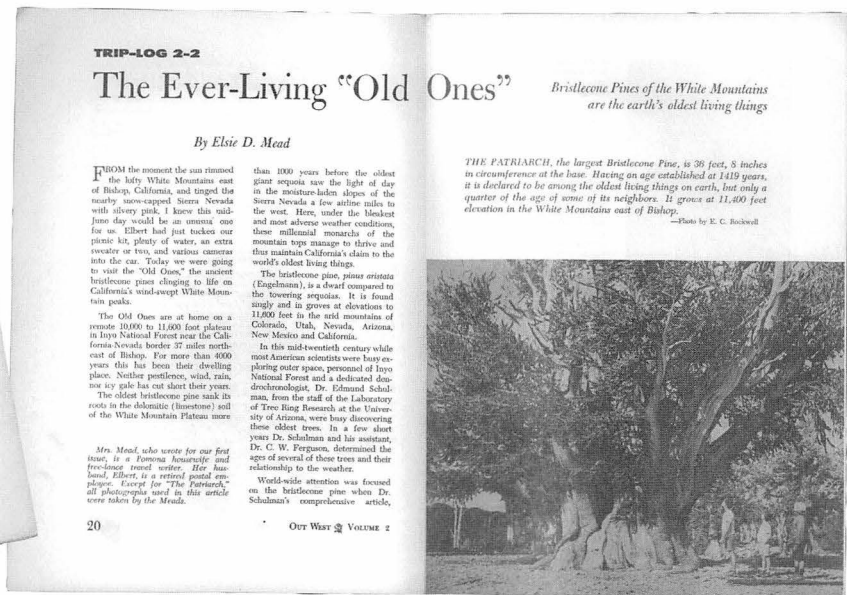 TRIP-LOG 2-2
The Ever-Living "Old Ones"
Bristlecone Pines of the White Mountains
are the earth's oldest living things
By Elsie D. Mead
FROM the moment the sun rimmed
the lofty White Mountains east
of Bishop, California, and tinged the
nearby snow-capped Sierra Nevada
with silvery pink, I knew this mid-
June day would be an unusual one
for us. Elbert had just tucked our
picnic kit, plenty of water, an extra
sweater or two, and various cameras
into the car. Today we were going
to visit the "Old Ones," the ancient
bristlecone pines clinging to life on
California's wind-swept White Moun-
tain peaks.
The Old Ones are at home on a
remote 10,000 to 11,600 foot plateau
in Inyo National Forest near the Cali-
fornia-Nevada border 37 miles north-
east of Bishop. For more than 4000
years this has been their dwelling
place. Neither pestilence, wind, rain,
nor icy gale has cut short their years.
The oldest bristlecone pine sank its
roots in the dolomitic (limestone) soil
of the White Mountain Plateau more
Mrs. Mead, who wrote for our first
issue, is a Pomona housewife and
free-lance travel writer. Her hus-
band, Elbert, is a retired postal em-
ployee. Except for "The Patriarch,"
all photographs used in this article
were taken by the Meads.
20
than 1000 years before the oldest
giant sequoia saw the light of day
in the moisture-laden slopes of the
Sierra Nevada a few airline miles to
the west. Here, under the bleakest
and most adverse weather conditions,
these millennial monarchs of the
mountain tops manage to thrive and
thus maintain California's claim to the
world's oldest living things.
The bristlecone pine, pinus aristata
(Engelmann), is a dwarf compared to
the towering sequoias. It is found
singly and in groves at elevations to
11,600 feet in the arid mountains of
Colorado, Utah, Nevada, Arizona,
New Mexico and California.
In this mid-twentieth century while
most American scientists were busy ex-
ploring outer space, personnel of Inyo
National Forest and a dedicated den-
drochronologist, Dr. Edmund Schul-
man, from the staff of the Laboratory
of Tree Ring Research at the Univer-
sity of Arizona, were busy discovering
these oldest trees. In a few short
years Dr. Schulman and his assistant,
Dr. C. W. Ferguson, determined the
ages of several of these trees and their
relationship to the weather.
World-wide attention was focused
on the bristlecone pine when Dr.
Schulman's comprehensive article,
OUT WEST VOLUME 2
THE PATRIARCH, the largest Bristlecone Pine, is 36 feet, 8 inches
in circumference at the base. Having an age established at 1419 years,
it is declared to be among the oldest living things on earth, but only a
quarter of the age of some of its neighbors. It grows at 11,400 feet
elevation in the White Mountains east of Bishop.
—Photo by E. C. Rockwell